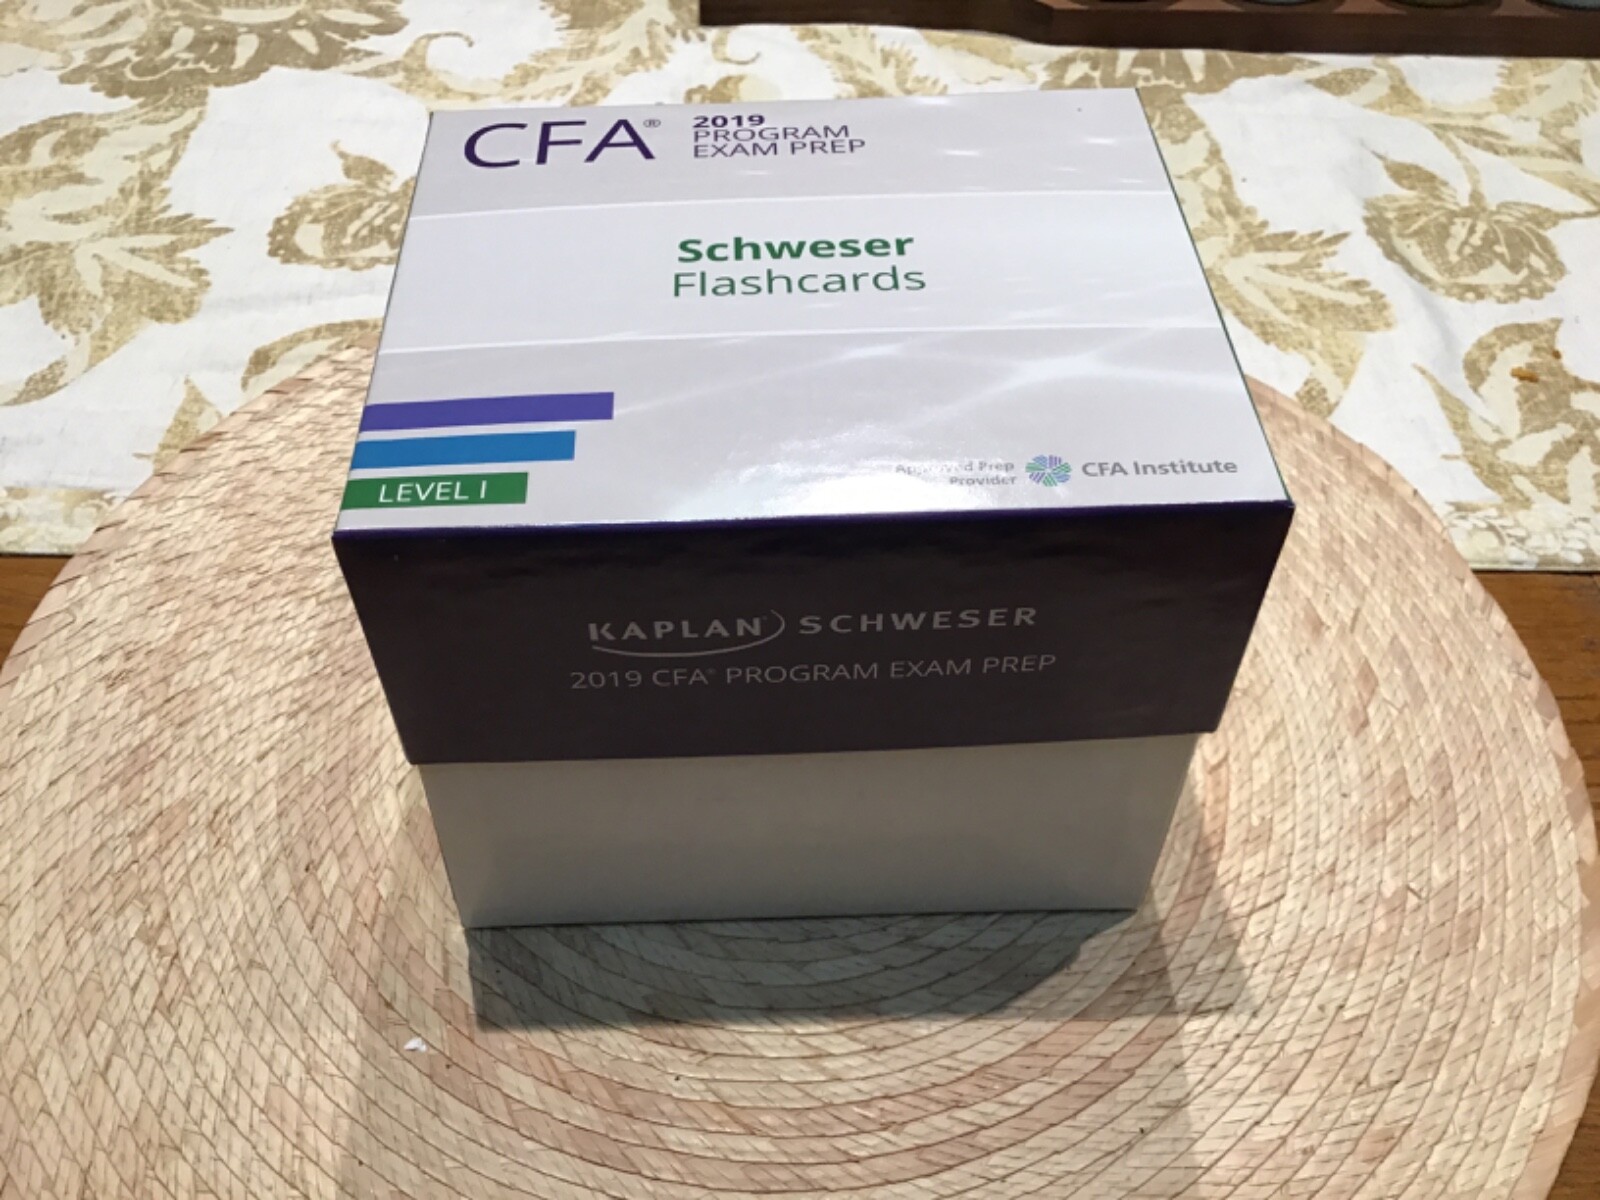 CFA®
2019
PROGRAM
EXAM PREP
Schweser
Flashcards
LEVEL I
Approved Prep
Provider
CFA Institute
KAPLAN SCHWESER
2019 CFA® PROGRAM EXAM PREP